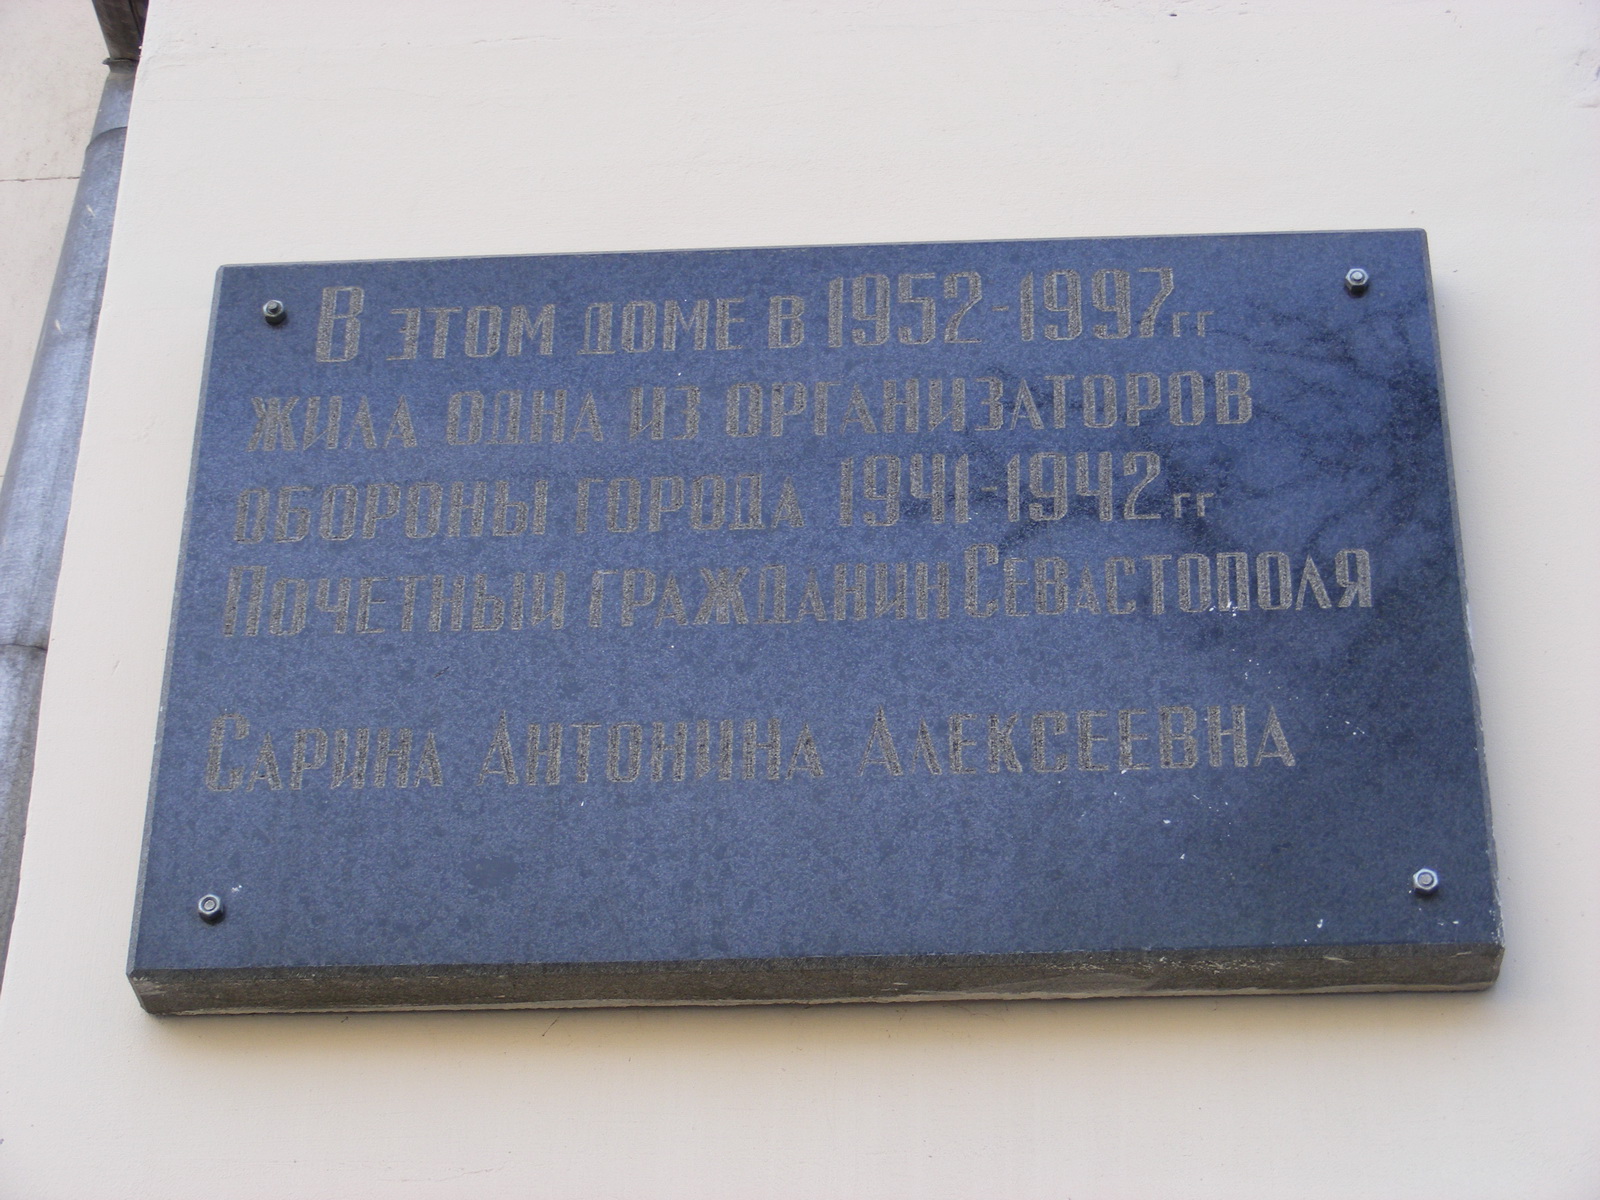 В этом доме в 1952-1997гг
жила одна из организаторов
обороны города 1941-1942гг
Почетный гражданин Севастополя
Сарина Антонина Алексеевна